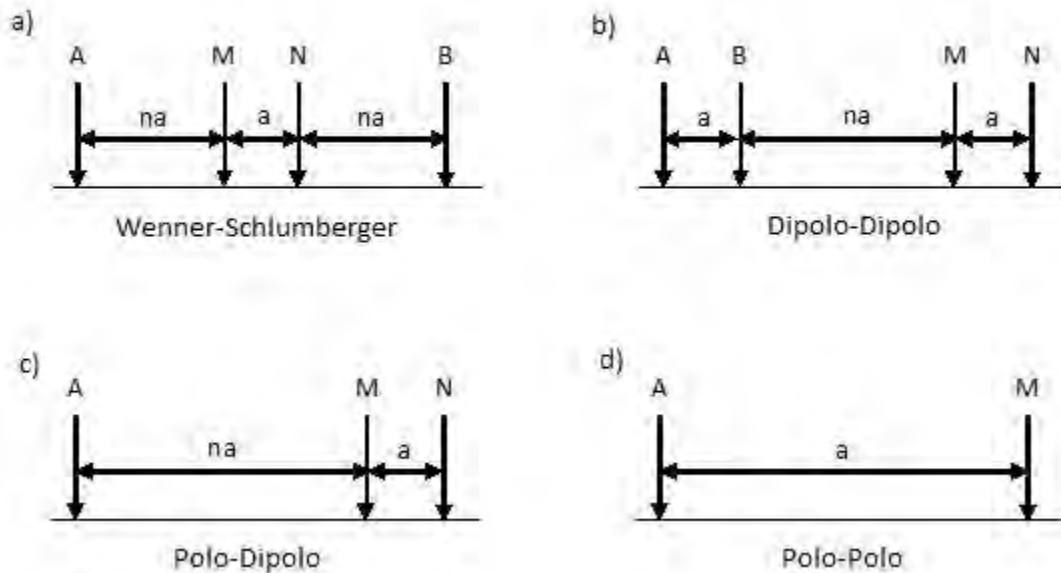 a)
A M N B
na a na
Wenner-Schlumberger
b)
A B M N
a na a
Dipolo-Dipolo
c)
A M N
na a
Polo-Dipolo
d)
A M
a
Polo-Polo